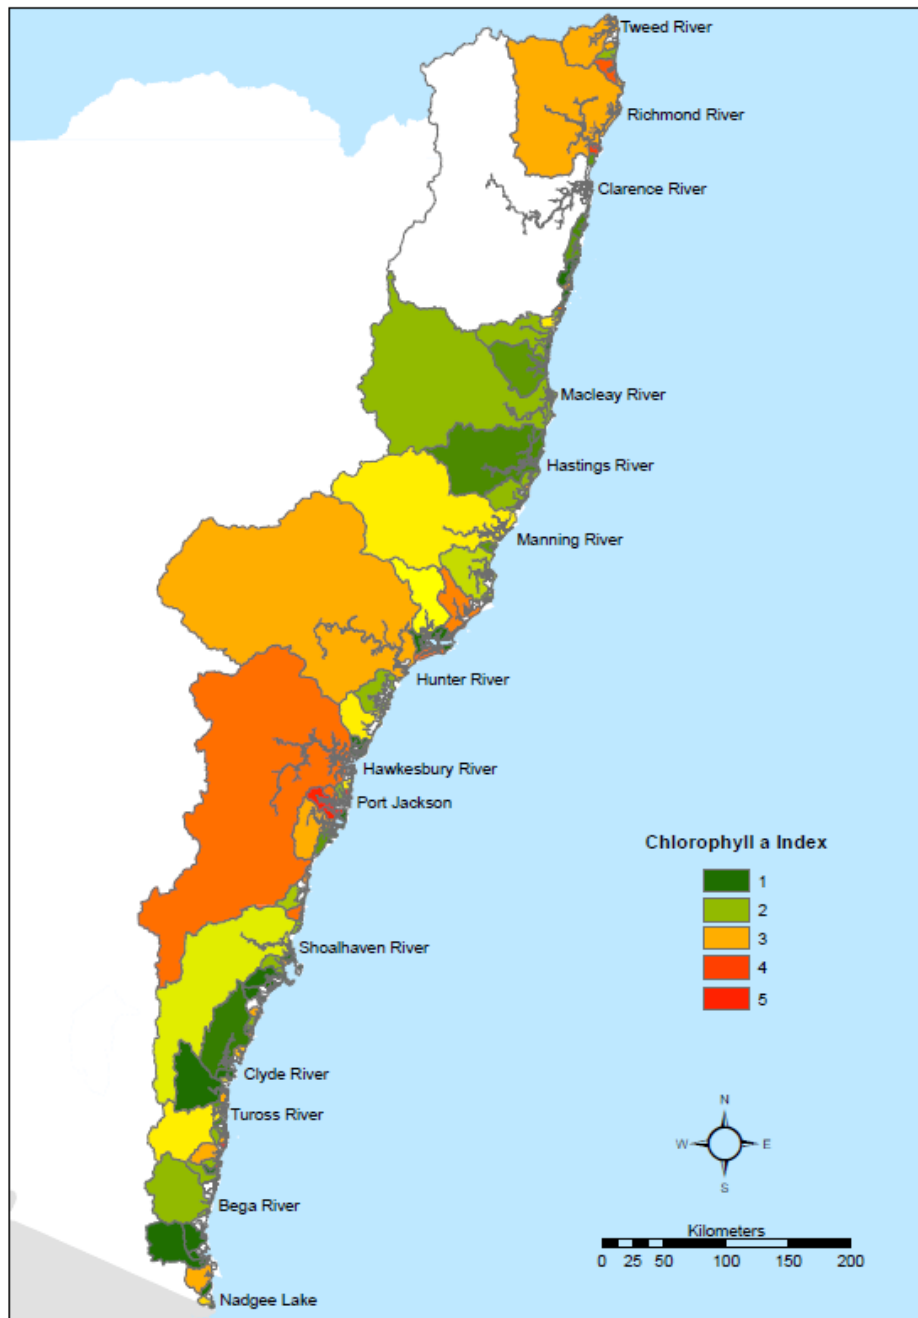 Tweed River
Richmond River
Clarence River
Macleay River
Hastings River
Manning River
Hunter River
Hawkesbury River
Port Jackson
Chlorophyll a Index
1
2
3
4
5
Shoalhaven River
Clyde River
Tuross River
Bega River
Nadgee Lake
N
W E
S
Kilometers
0 25 50 100 150 200